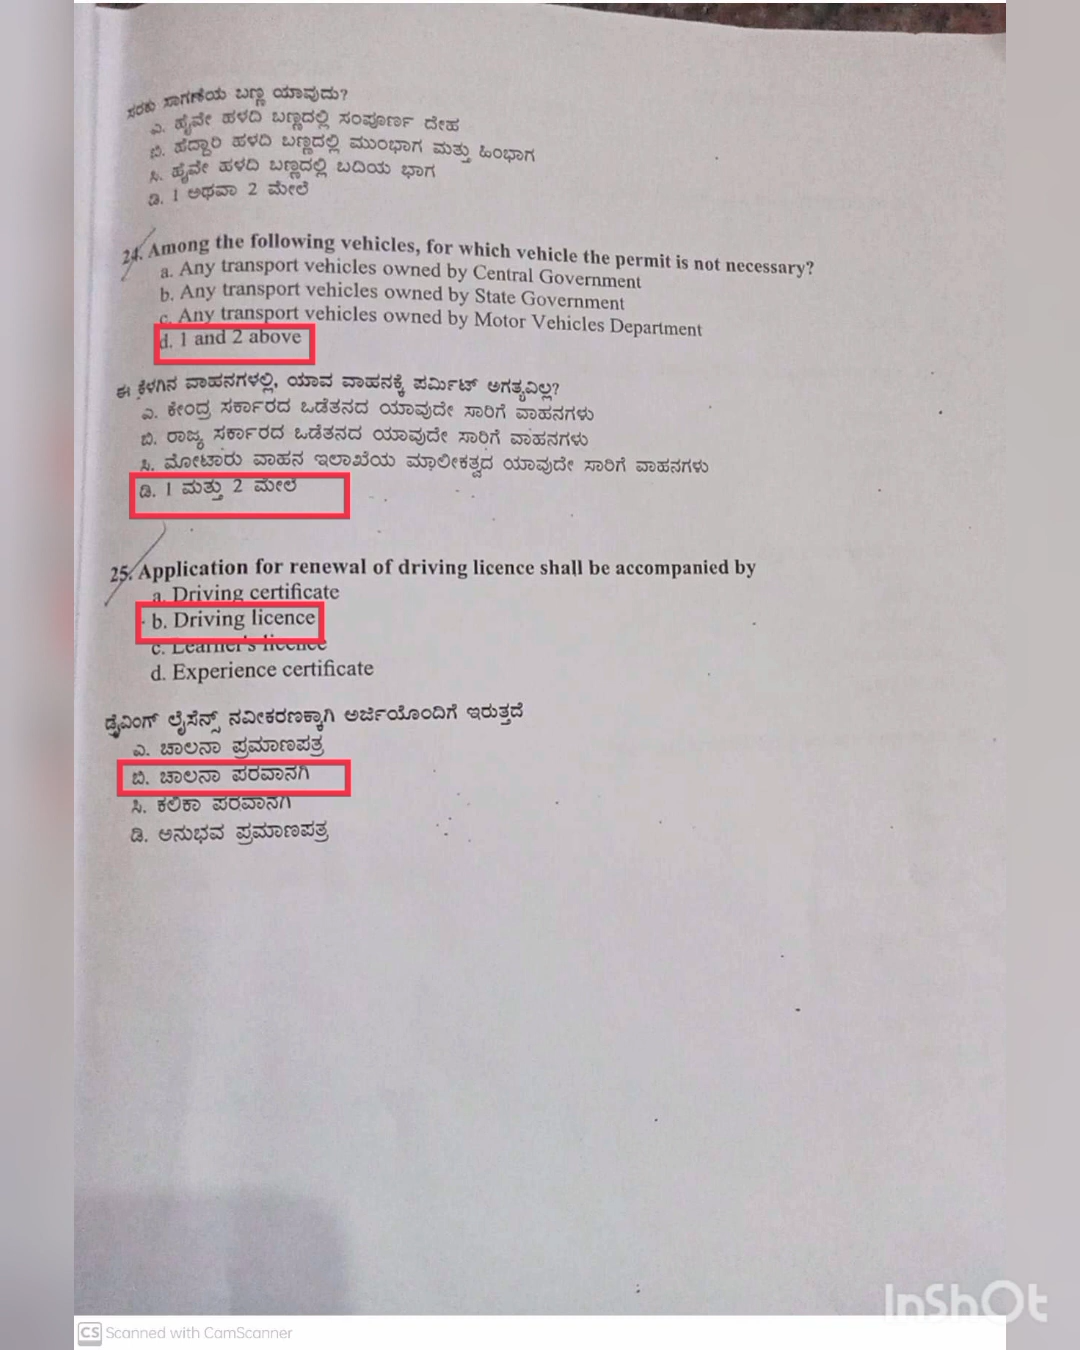 ಸರಕು ಸಾಗಣೆಯ ಬಣ್ಣ ಯಾವುದು?
ಎ. ಹೈವೇ ಹಳದಿ ಬಣ್ಣದಲ್ಲಿ ಸಂಪೂರ್ಣ ದೇಹ
ಬಿ. ಹೆದ್ದಾರಿ ಹಳದಿ ಬಣ್ಣದಲ್ಲಿ ಮುಂಭಾಗ ಮತ್ತು ಹಿಂಭಾಗ
ಸಿ. ಹೈವೇ ಹಳದಿ ಬಣ್ಣದಲ್ಲಿ ಬದಿಯ ಭಾಗ
ಡಿ. 1 ಅಥವಾ 2 ಮೇಲೆ
24. Among the following vehicles, for which vehicle the permit is not necessary?
a. Any transport vehicles owned by Central Government
b. Any transport vehicles owned by State Government
c. Any transport vehicles owned by Motor Vehicles Department
d. 1 and 2 above
ಈ ಕೆಳಗಿನ ವಾಹನಗಳಲ್ಲಿ, ಯಾವ ವಾಹನಕ್ಕೆ ಪರ್ಮಿಟ್ ಅಗತ್ಯವಿಲ್ಲ?
ಎ. ಕೇಂದ್ರ ಸರ್ಕಾರದ ಒಡೆತನದ ಯಾವುದೇ ಸಾರಿಗೆ ವಾಹನಗಳು
ಬಿ. ರಾಜ್ಯ ಸರ್ಕಾರದ ಒಡೆತನದ ಯಾವುದೇ ಸಾರಿಗೆ ವಾಹನಗಳು
ಸಿ. ಮೋಟಾರು ವಾಹನ ಇಲಾಖೆಯ ಮಾಲೀಕತ್ವದ ಯಾವುದೇ ಸಾರಿಗೆ ವಾಹನಗಳು
ಡಿ. 1 ಮತ್ತು 2 ಮೇಲೆ
25. Application for renewal of driving licence shall be accompanied by
a. Driving certificate
b. Driving licence
c. Learner's licence
d. Experience certificate
ಡ್ರೈವಿಂಗ್ ಲೈಸೆನ್ಸ್ ನವೀಕರಣಕ್ಕಾಗಿ ಅರ್ಜಿಯೊಂದಿಗೆ ಇರುತ್ತದೆ
ಎ. ಚಾಲನಾ ಪ್ರಮಾಣಪತ್ರ
ಬಿ. ಚಾಲನಾ ಪರವಾನಗಿ
ಸಿ. ಕಲಿಕಾ ಪರವಾನಗಿ
ಡಿ. ಅನುಭವ ಪ್ರಮಾಣಪತ್ರ
InShOt
CS Scanned with CamScanner